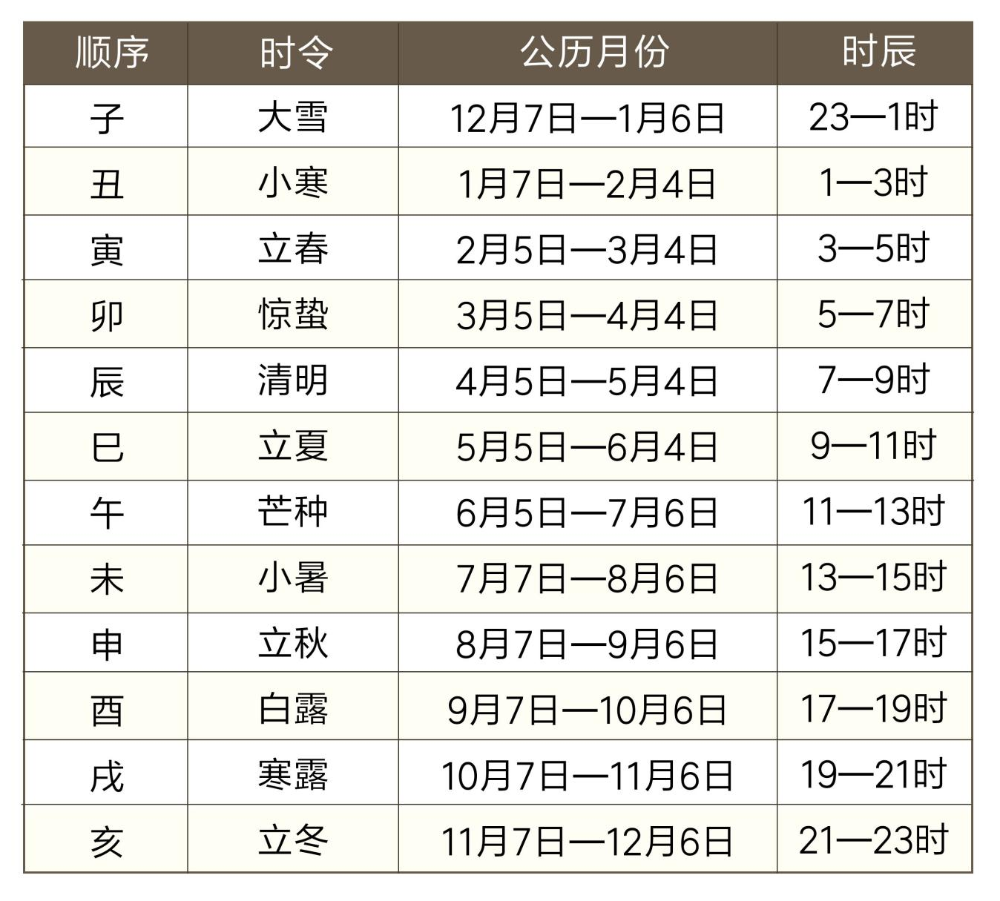 顺序 时令 公历月份 时辰
子 大雪 12月7日—1月6日 23—1时
丑 小寒 1月7日—2月4日 1—3时
寅 立春 2月5日—3月4日 3—5时
卯 惊蛰 3月5日—4月4日 5—7时
辰 清明 4月5日—5月4日 7—9时
巳 立夏 5月5日—6月4日 9—11时
午 芒种 6月5日—7月6日 11—13时
未 小暑 7月7日—8月6日 13—15时
申 立秋 8月7日—9月6日 15—17时
酉 白露 9月7日—10月6日 17—19时
戌 寒露 10月7日—11月6日 19—21时
亥 立冬 11月7日—12月6日 21—23时